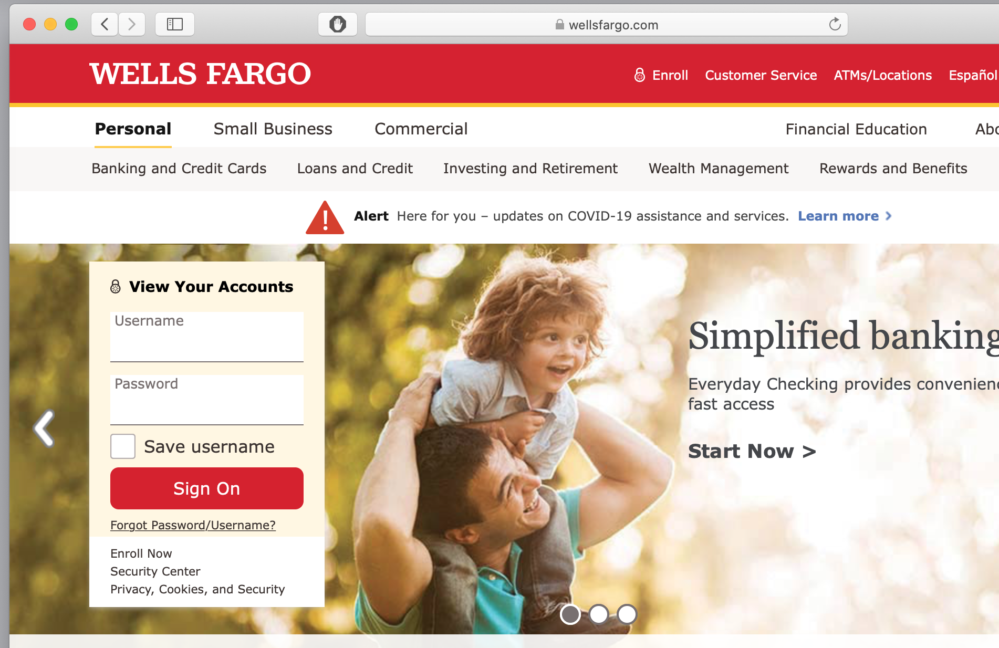 wellsfargo.com
WELLS FARGO
Enroll Customer Service ATMs/Locations Español
Personal Small Business Commercial Financial Education
Banking and Credit Cards Loans and Credit Investing and Retirement Wealth Management Rewards and Benefits
! Alert Here for you – updates on COVID-19 assistance and services. Learn more
View Your Accounts
Username
Password
Save username
Sign On
Forgot Password/Username?
Enroll Now
Security Center
Privacy, Cookies, and Security
Simplified banking
Everyday Checking provides
fast access
Start Now >